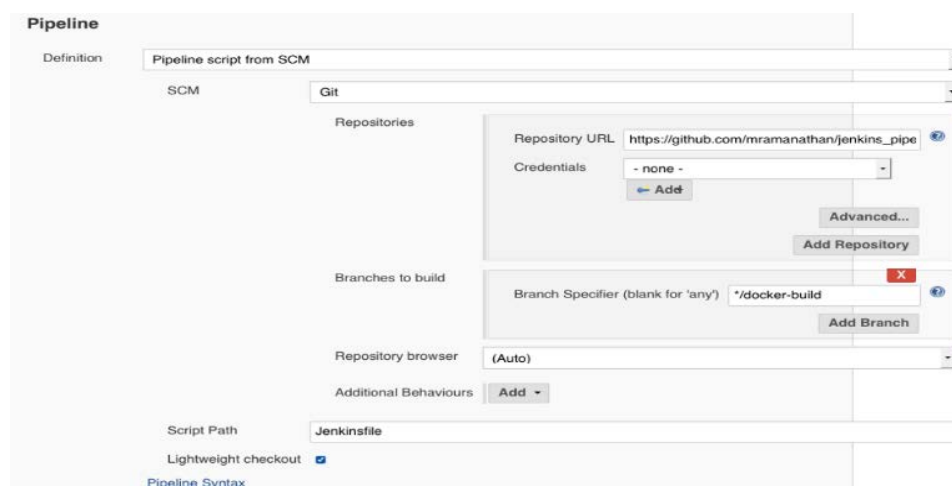 Pipeline
Definition
Pipeline script from SCM
SCM
Git
Repositories
Repository URL
https://github.com/mramanathan/jenkins_pipe
Credentials
- none -
Add
Advanced...
Add Repository
Branches to build
X
Branch Specifier (blank for 'any')
*/docker-build
Add Branch
Repository browser
(Auto)
Additional Behaviours
Add
Script Path
Jenkinsfile
Lightweight checkout
Pipeline Syntax